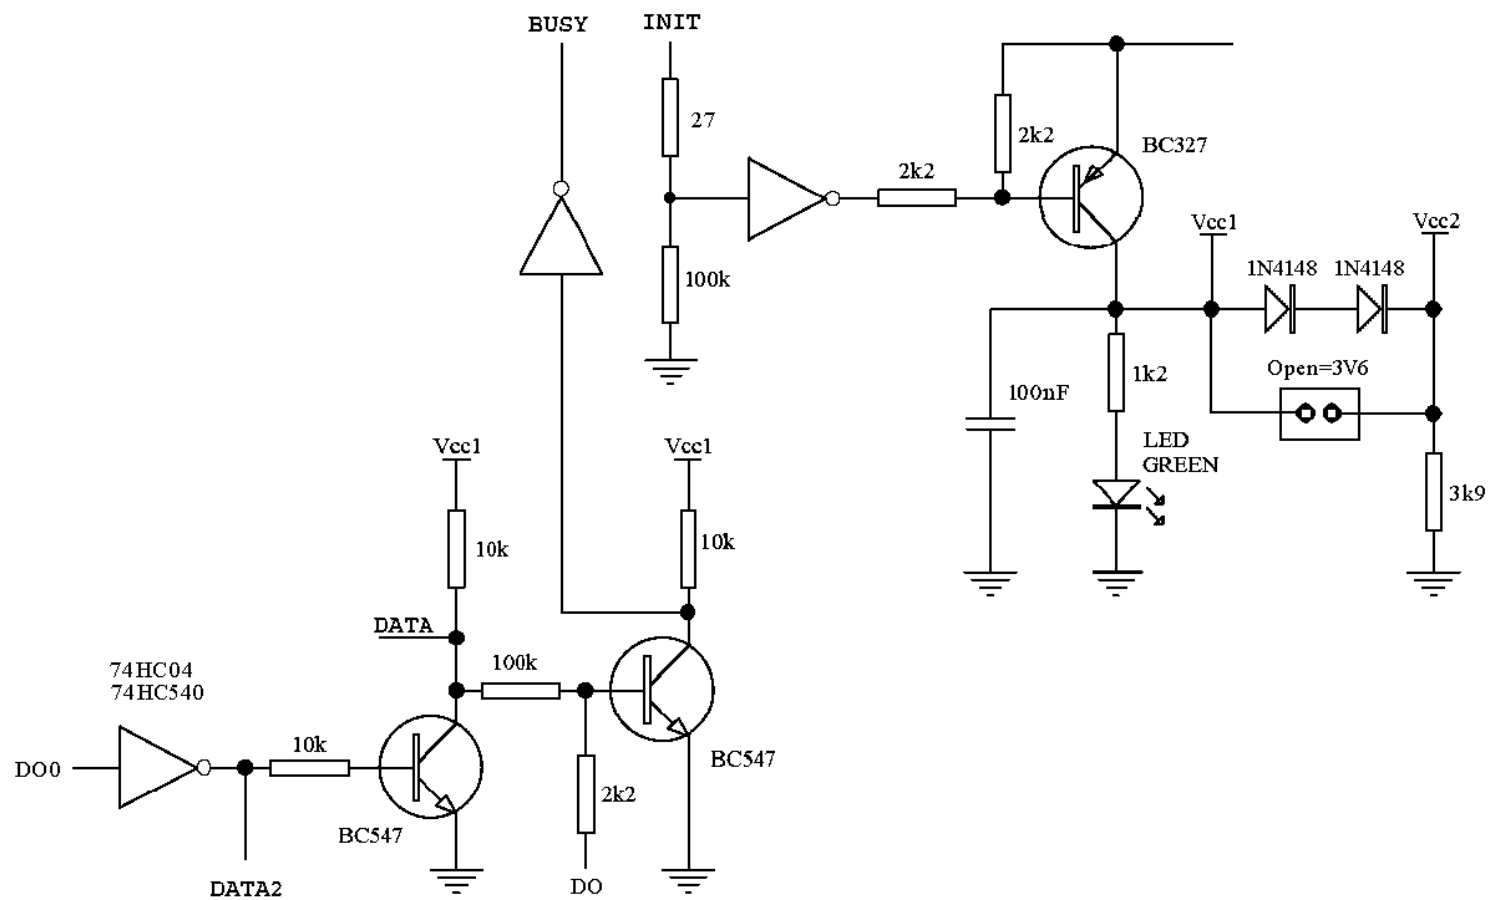 BUSY
INIT
27
2k2
2k2
BC327
100k
Vcc1
Vcc2
1N4148
1N4148
Open=3V6
1k2
100nF
LED
GREEN
3k9
Vcc1
Vcc1
10k
10k
DATA
100k
74HC04
74HC540
10k
DO0
BC547
2k2
BC547
DATA2
DO